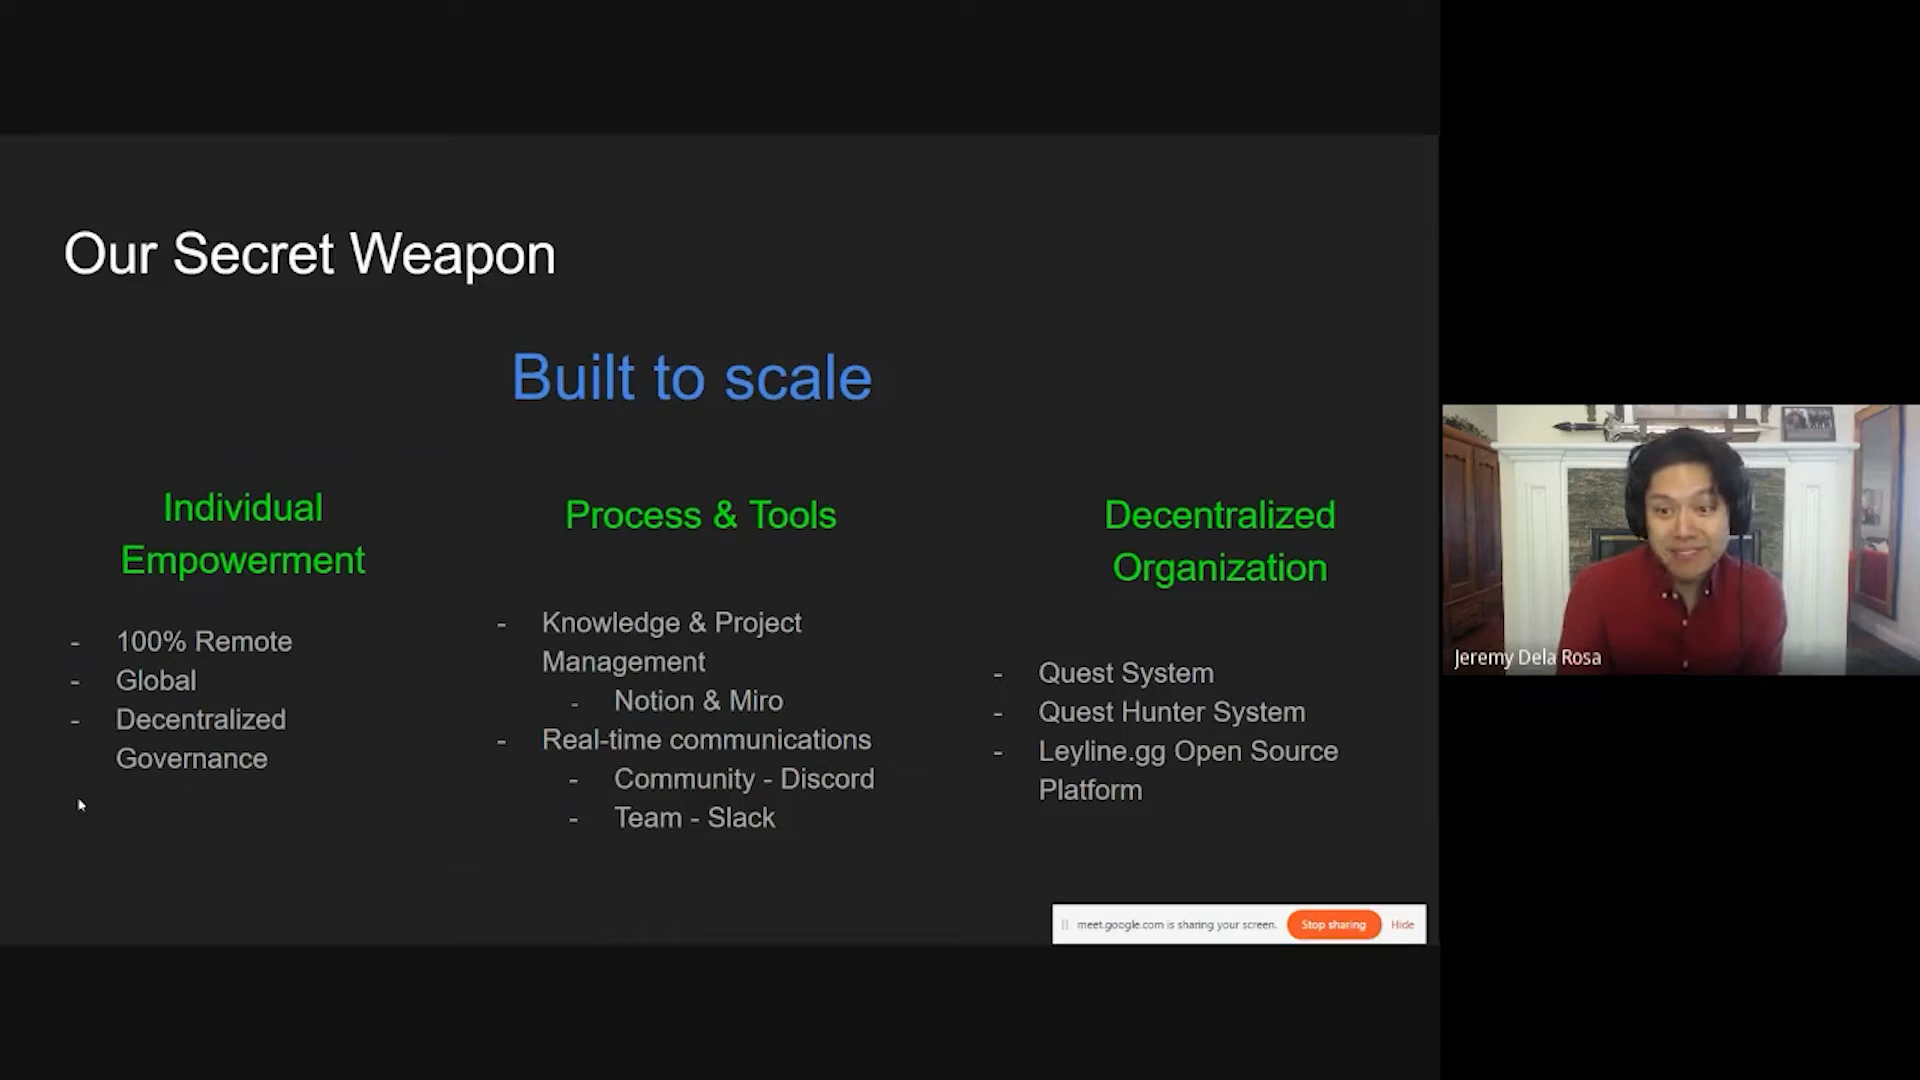 Our Secret Weapon
Built to scale
Individual
Empowerment
- 100% Remote
- Global
- Decentralized
Governance
Process & Tools
- Knowledge & Project
Management
- Notion & Miro
- Real-time communications
- Community - Discord
- Team - Slack
Decentralized
Organization
- Quest System
- Quest Hunter System
- Leyline.gg Open Source
Platform
meet.google.com is sharing your screen. Stop sharing Hide
Jeremy Dela Rosa